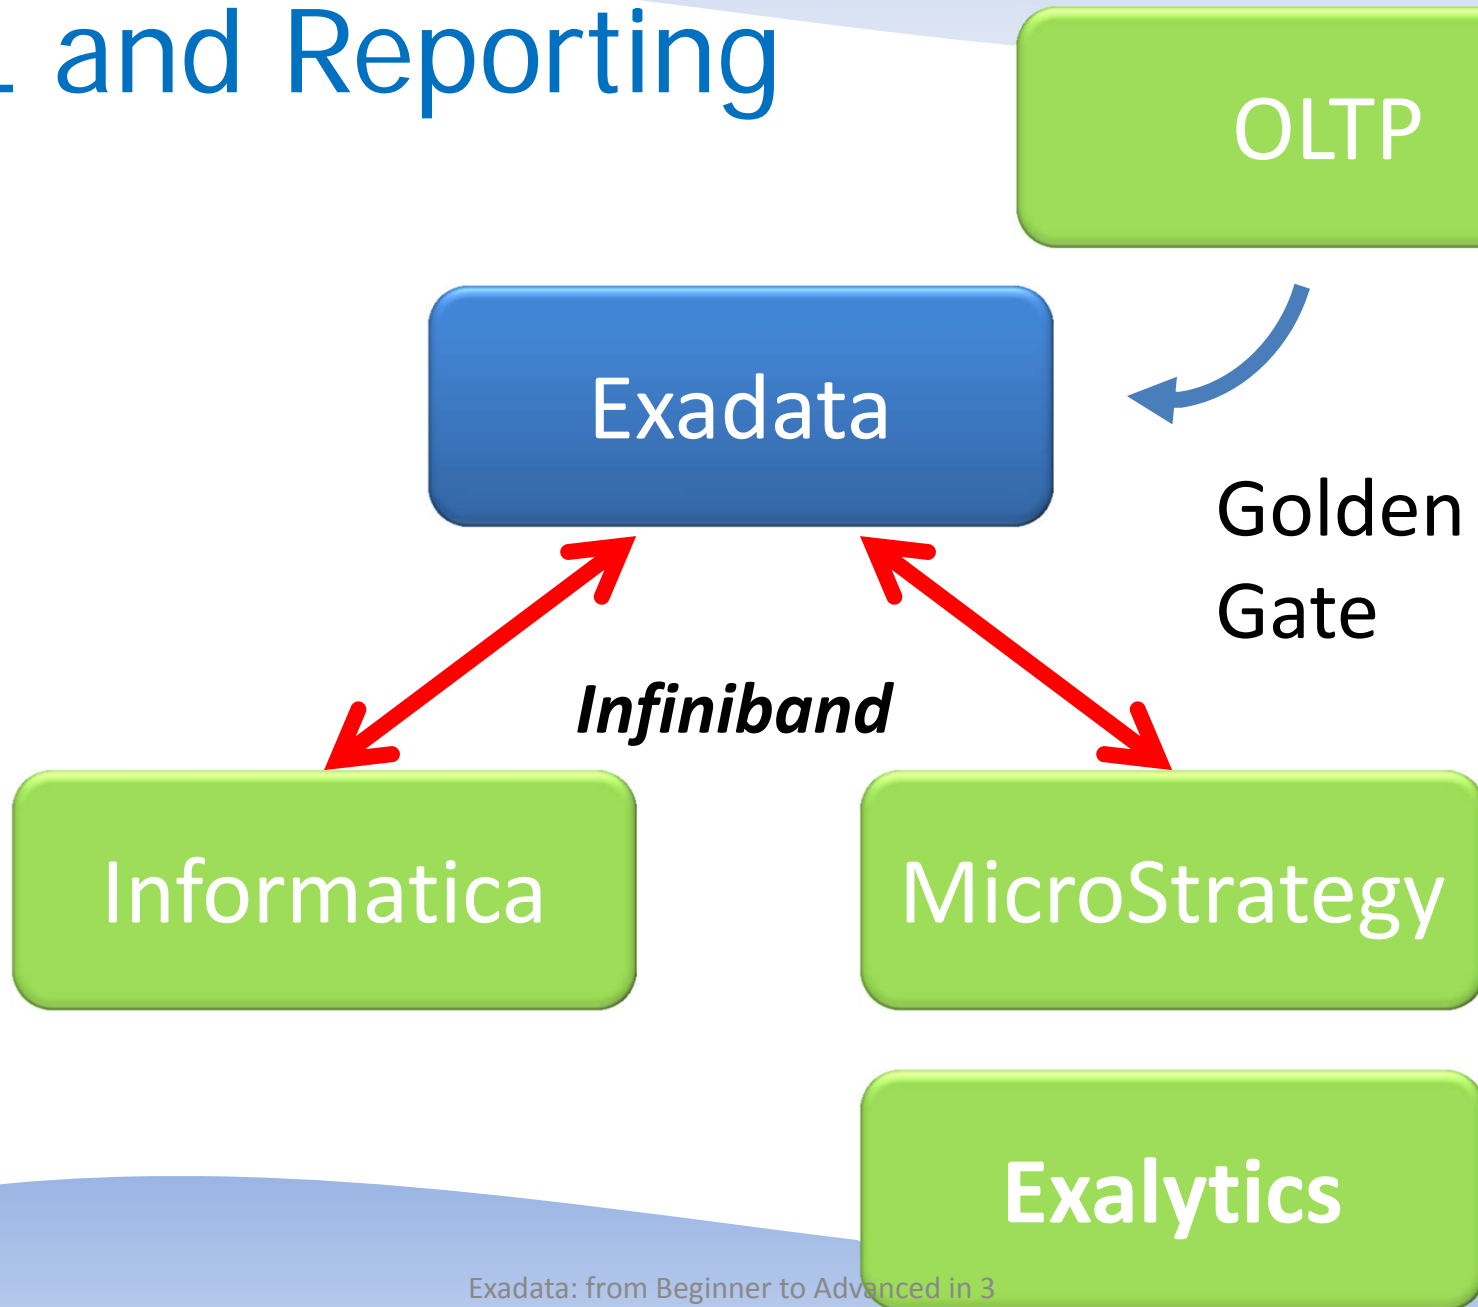 and Reporting
OLTP
Exadata
Golden
Gate
Infiniband
Informatica
MicroStrategy
Exalytics
Exadata: from Beginner to Advanced in 3